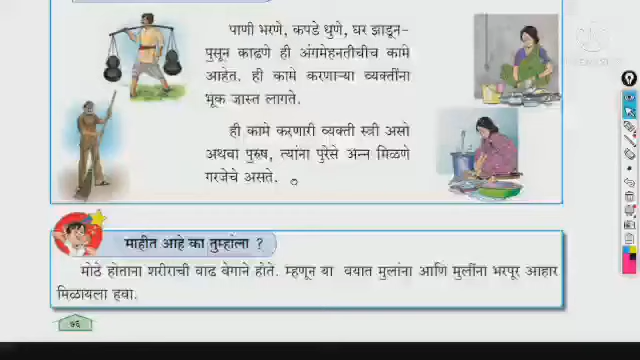 पाणी भरणे, कपडे धुणे, घर झाडून-
पुसून काढणे ही अंगमेहनतीचीच कामे
आहेत. ही कामे करणाऱ्या व्यक्तींना
भूक जास्त लागते.
ही कामे करणारी व्यक्ती स्त्री असो
अथवा पुरुष, त्यांना पुरेसे अन्न मिळणे
गरजेचे असते.
माहीत आहे का तुम्हांला ?
मोठे होताना शरीराची वाढ वेगाने होते. म्हणून या वयात मुलांना आणि मुलींना भरपूर आहार
मिळायला हवा.
७६